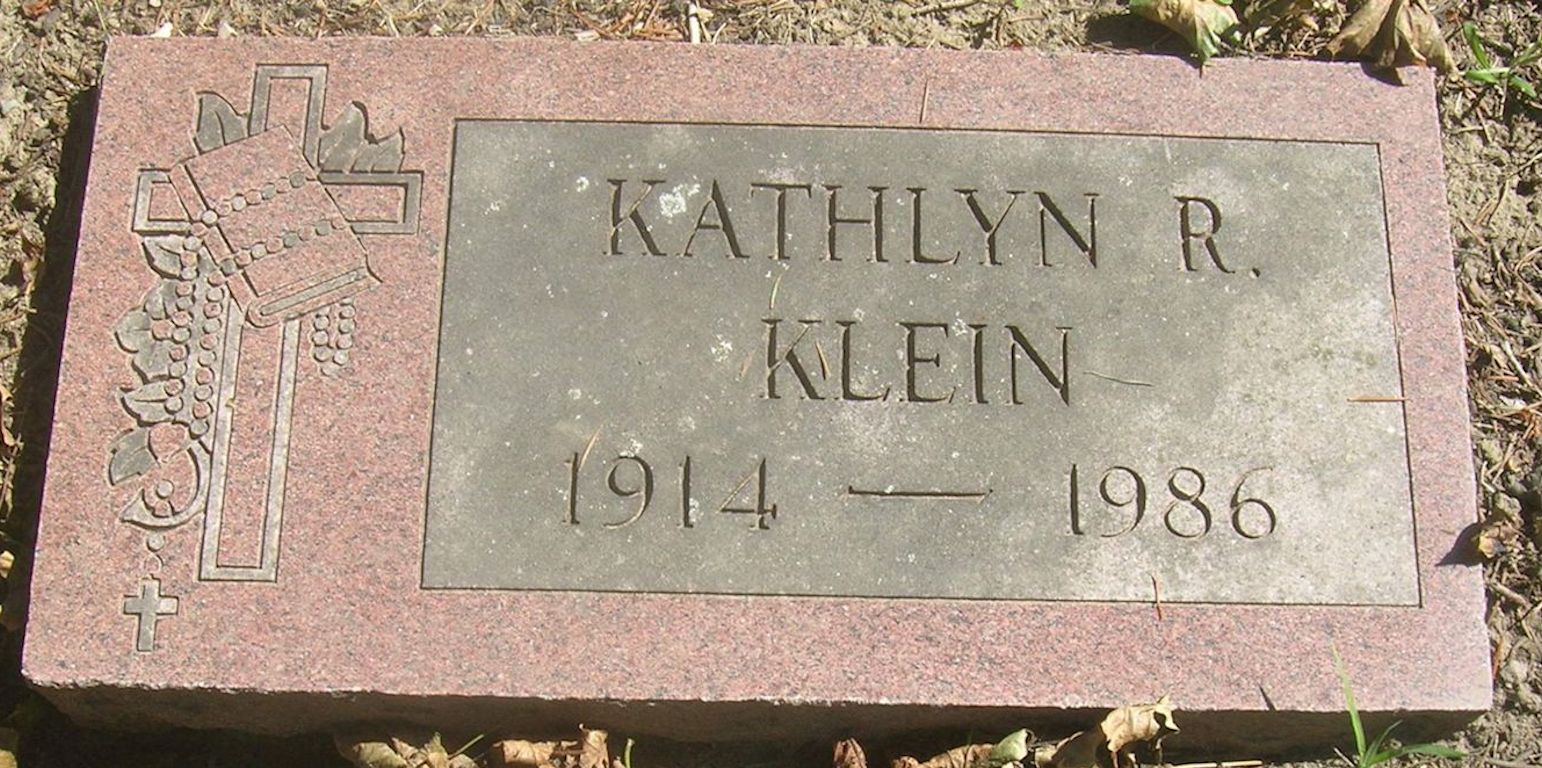 KATHLYN R.
KLEIN
1914 — 1986